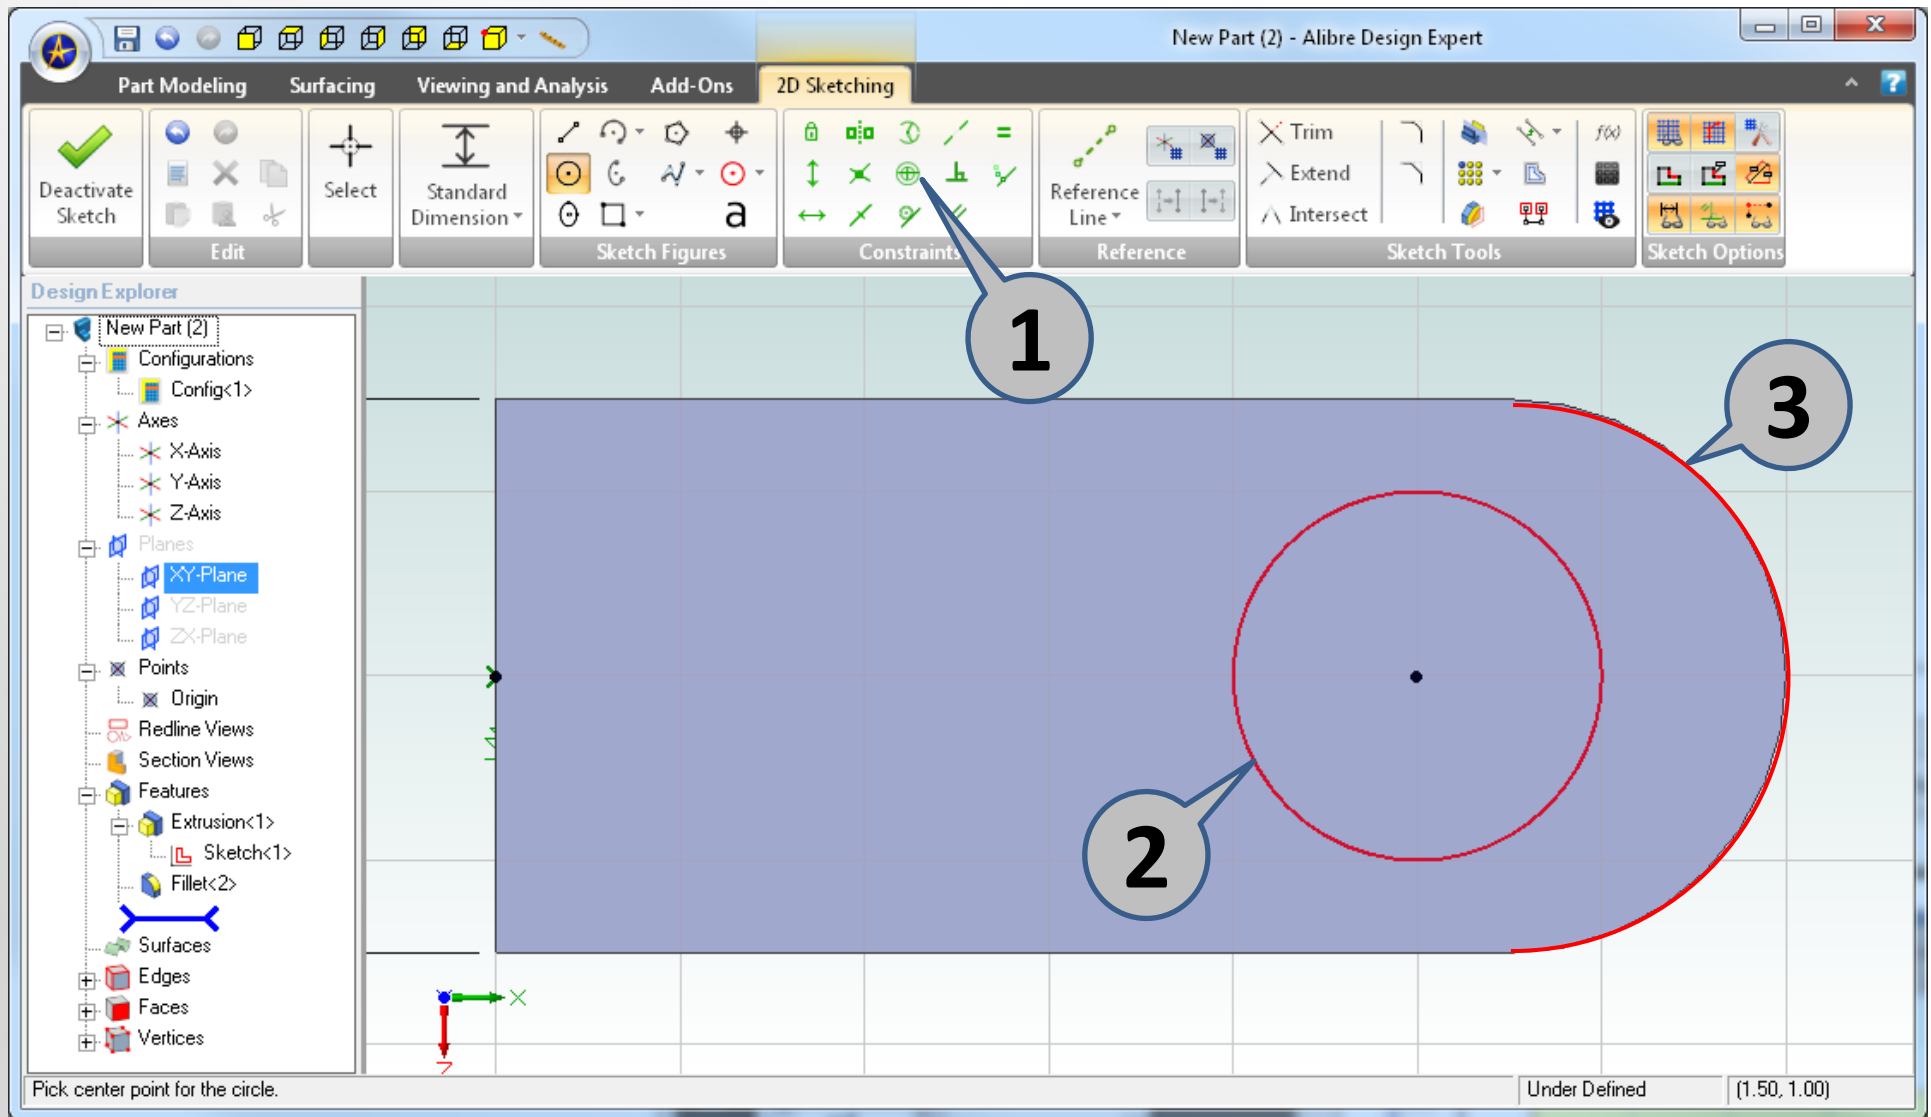 New Part (2) - Alibre Design Expert
Part Modeling
Surfacing
Viewing and Analysis
Add-Ons
2D Sketching
?
Deactivate
Sketch
Edit
Select
Standard
Dimension
a
Sketch Figures
Constraints
Reference
Line
Reference
Trim
Extend
Intersect
f(x)
Sketch Tools
Sketch Options
Design Explorer
New Part (2)
Configurations
Config<1>
Axes
X-Axis
Y-Axis
Z-Axis
Planes
XY-Plane
YZ-Plane
ZX-Plane
Points
Origin
Redline Views
Section Views
Features
Extrusion<1>
Sketch<1>
Fillet<2>
Surfaces
Edges
Faces
Vertices
1
3
2
X
Z
Pick center point for the circle.
Under Defined
(1.50, 1.00)